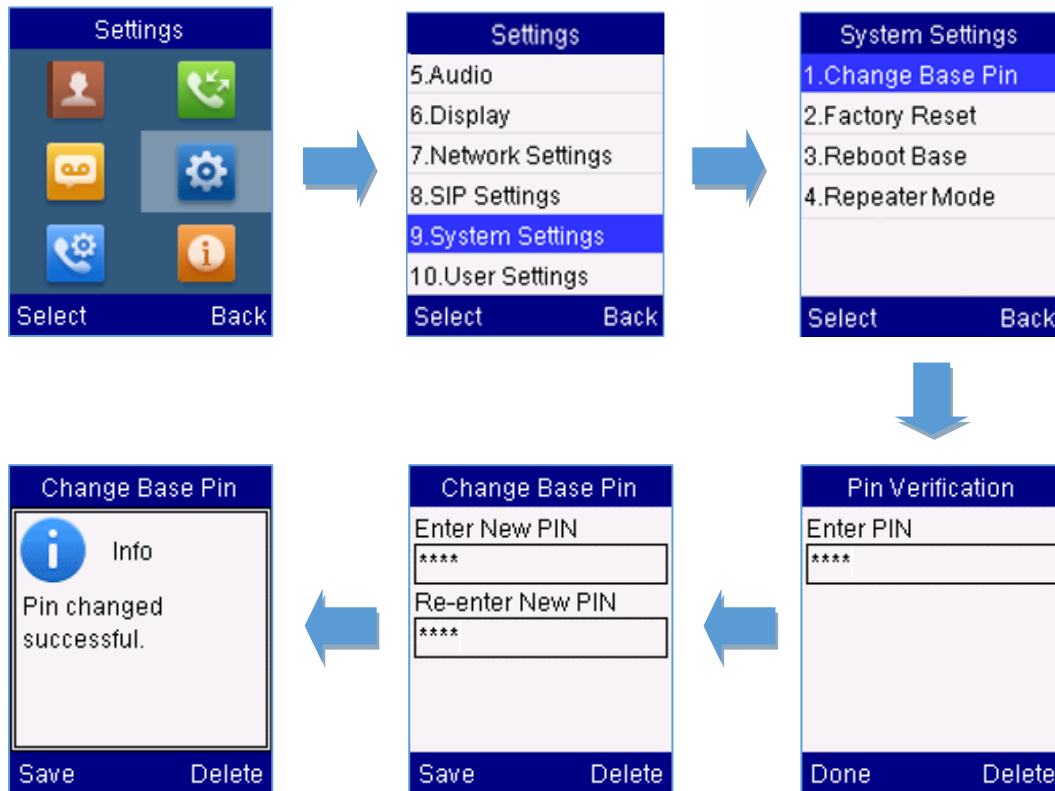 Settings
Select Back
Settings
5.Audio
6.Display
7.Network Settings
8.SIP Settings
9.System Settings
10.User Settings
Select Back
System Settings
1.Change Base Pin
2.Factory Reset
3.Reboot Base
4.Repeater Mode
Select Back
Pin Verification
Enter PIN
****
Done Delete
Change Base Pin
Enter New PIN
****
Re-enter New PIN
****
Save Delete
Change Base Pin
i Info
Pin changed
successful.
Save Delete